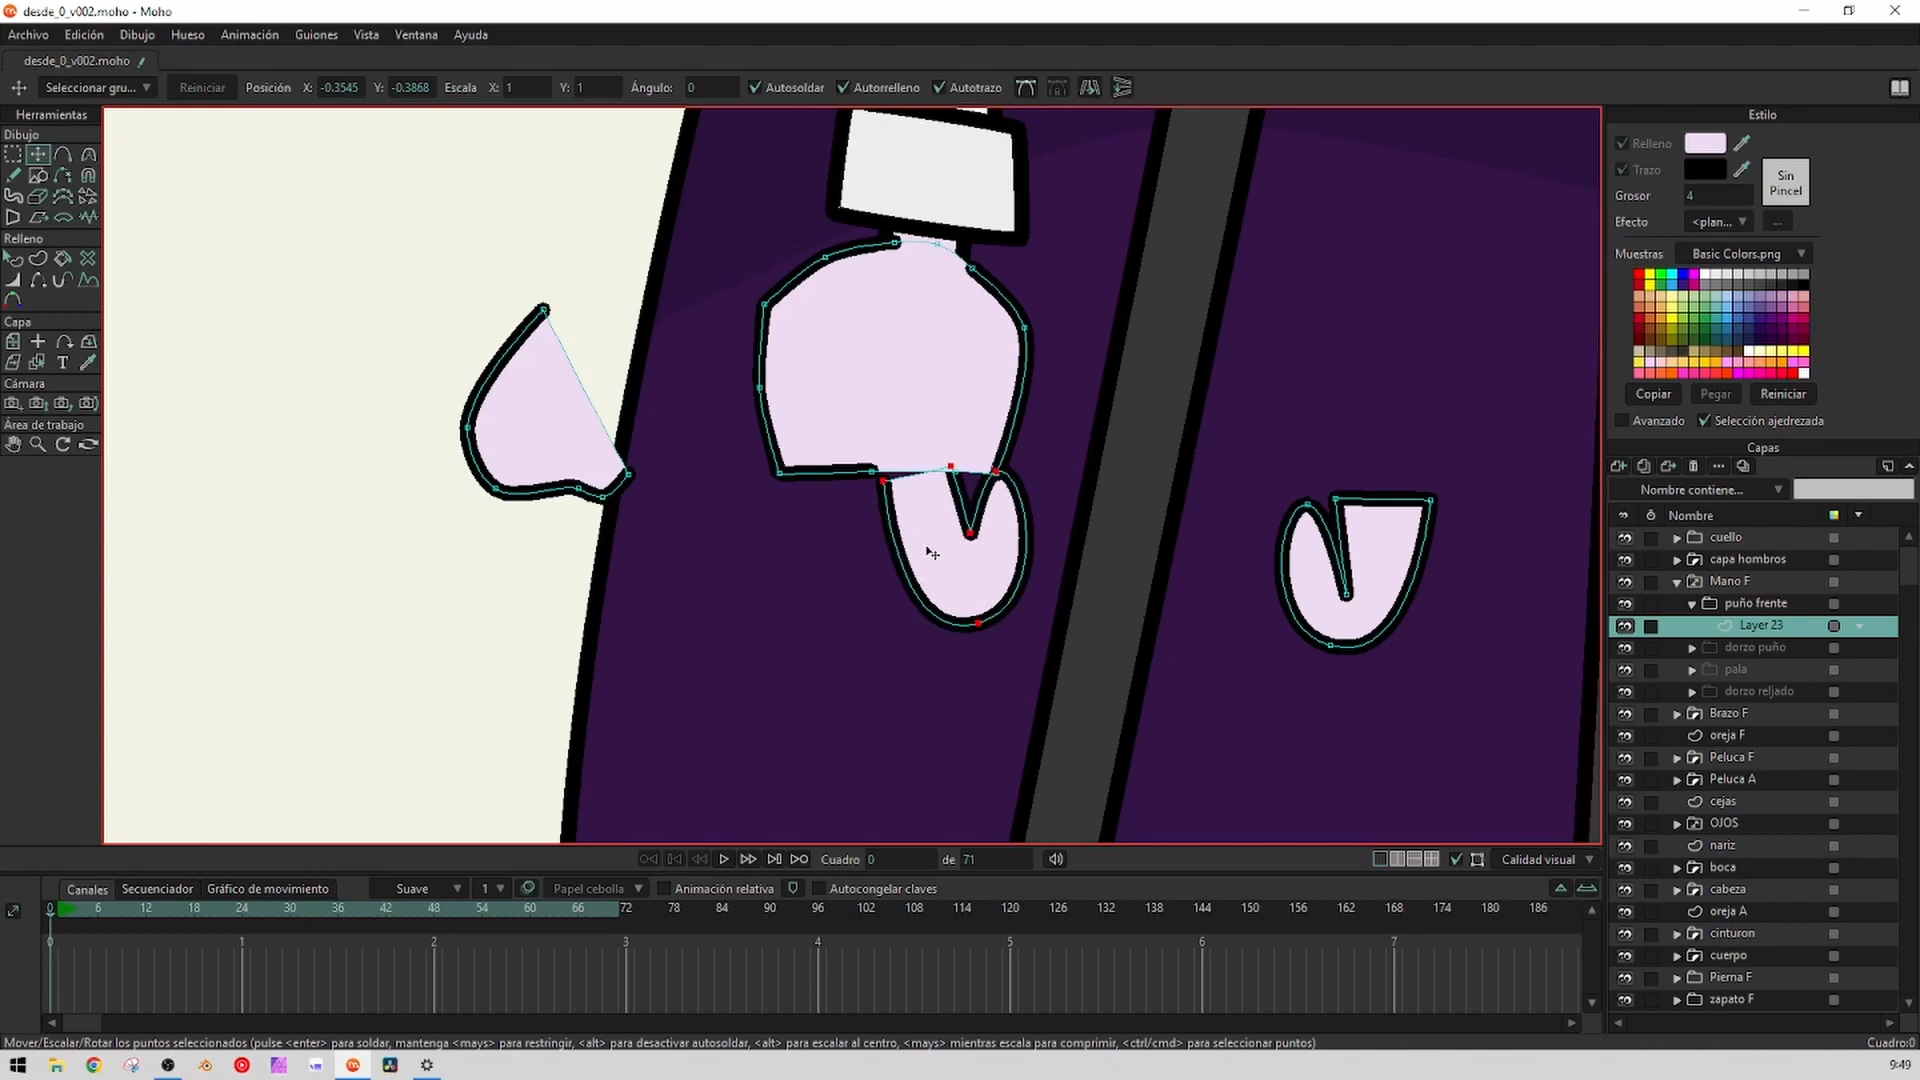 desde_0_v002.moho - Moho
Archivo Edición Dibujo Hueso Animación Guiones Vista Ventana Ayuda
desde_0_v002.moho
Seleccionar gru... Reiniciar Posición X: -0.3545 Y: -0.3868 Escala X: 1 Y: 1 Ángulo: 0 Autosoldar Autorrelleno Autotrazo
Herramientas
Dibujo
Relleno
Capa
Cámara
Área de trabajo
Estilo
Relleno
Trazo
Sin Pincel
Grosor 4
Efecto <plan... ...
Muestras Basic Colors.png
Copiar Pegar Reiniciar
Avanzado Selección ajedrezada
Capas
Nombre contiene...
Nombre
cuello
capa hombros
Mano F
puño frente
Layer 23
dorzo puño
pala
dorzo reljado
Brazo F
oreja F
Peluca F
Peluca A
cejas
OJOS
nariz
boca
cabeza
oreja A
cinturon
cuerpo
Pierna F
zapato F
Cuadro 0 de 71 Calidad visual
Canales Secuenciador Gráfico de movimiento Suave 1 Papel cebolla Animación relativa Autocongelar claves
0 6 12 18 24 30 36 42 48 54 60 66 72 78 84 90 96 102 108 114 120 126 132 138 144 150 156 162 168 174 180 186
0 1 2 3 4 5 6 7
Mover/Escalar/Rotar los puntos seleccionados (pulse <enter> para soldar, mantenga <mays> para restringir, <alt> para desactivar autosoldar, <alt> para escalar al centro, <mays> mientras escala para comprimir, <ctrl/cmd> para seleccionar puntos) Cuadro:0
9:49